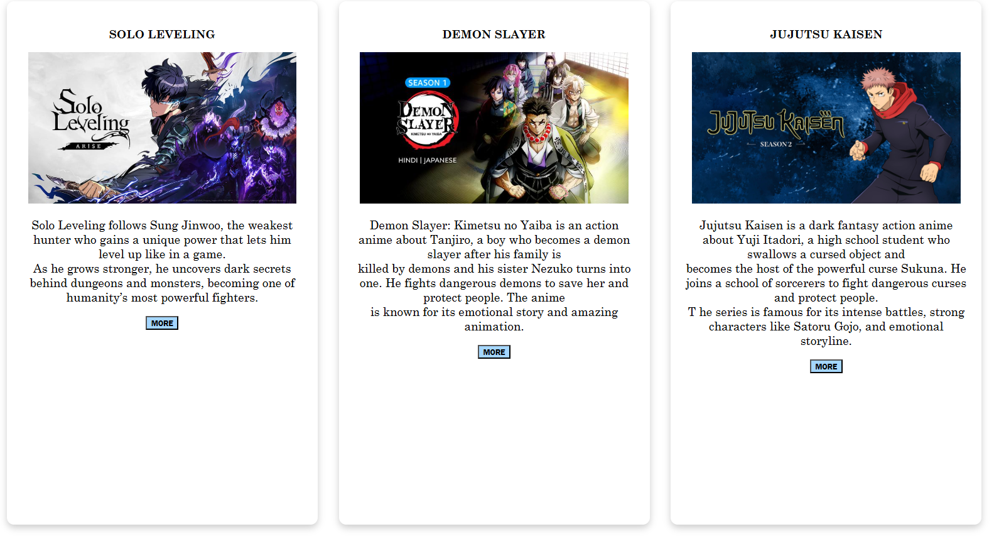 SOLO LEVELING
Solo
Leveling
ARISE
Solo Leveling follows Sung Jinwoo, the weakest
hunter who gains a unique power that lets him
level up like in a game.
As he grows stronger, he uncovers dark secrets
behind dungeons and monsters, becoming one of
humanity’s most powerful fighters.
MORE
DEMON SLAYER
SEASON 1
DEMON
SLAYER
KIMETSU NO YAIBA
HINDI | JAPANESE
Demon Slayer: Kimetsu no Yaiba is an action
anime about Tanjiro, a boy who becomes a demon
slayer after his family is
killed by demons and his sister Nezuko turns into
one. He fights dangerous demons to save her and
protect people. The anime
is known for its emotional story and amazing
animation.
MORE
JUJUTSU KAISEN
JUJUTSU KAISEN
SEASON 2
Jujutsu Kaisen is a dark fantasy action anime
about Yuji Itadori, a high school student who
swallows a cursed object and
becomes the host of the powerful curse Sukuna. He
joins a school of sorcerers to fight dangerous curses
and protect people.
T he series is famous for its intense battles, strong
characters like Satoru Gojo, and emotional
storyline.
MORE